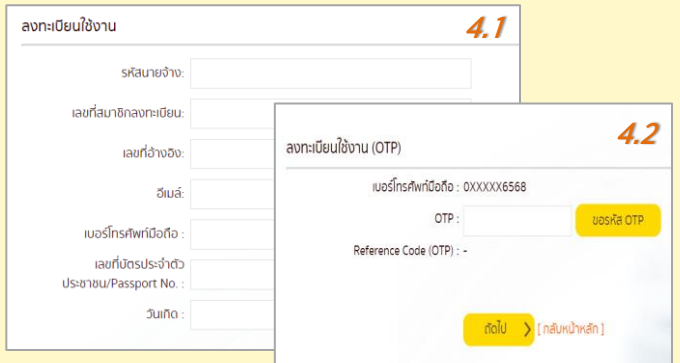 ลงทะเบียนใช้งาน
4.1
รหัสนายจ้าง:
เลขที่สมาชิกลงทะเบียน:
เลขที่อ้างอิง:
อีเมล์:
เบอร์โทรศัพท์มือถือ :
เลขที่บัตรประจำตัว
ประชาชน/Passport No. :
วันเกิด :
4.2
ลงทะเบียนใช้งาน (OTP)
เบอร์โทรศัพท์มือถือ : 0XXXXX6568
OTP : ขอรหัส OTP
Reference Code (OTP) : -
ถัดไป [ กลับหน้าหลัก ]